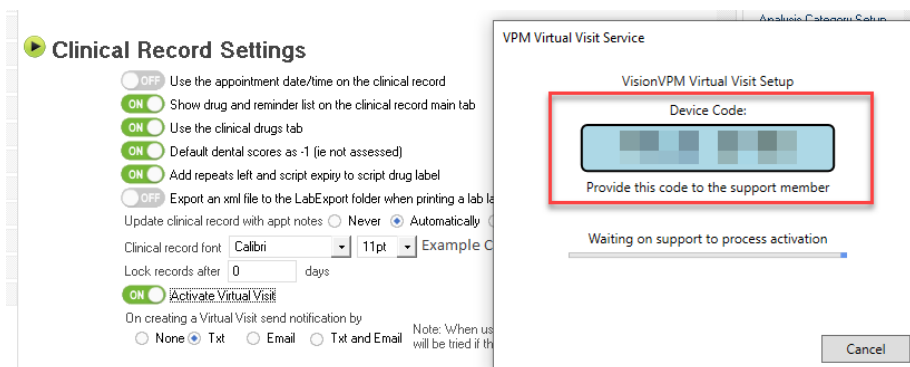 Analysis Category Setup
Clinical Record Settings
OFF Use the appointment date/time on the clinical record
ON Show drug and reminder list on the clinical record main tab
ON Use the clinical drugs tab
ON Default dental scores as -1 (ie not assessed)
ON Add repeats left and script expiry to script drug label
OFF Export an xml file to the LabExport folder when printing a lab la
Update clinical record with appt notes Never Automatically
Clinical record font Calibri 11pt Example C
Lock records after 0 days
ON Activate Virtual Visit
On creating a Virtual Visit send notification by
None Txt Email Txt and Email
Note: When us
will be tried if th
VPM Virtual Visit Service
VisionVPM Virtual Visit Setup
Device Code:
Provide this code to the support member
Waiting on support to process activation
Cancel